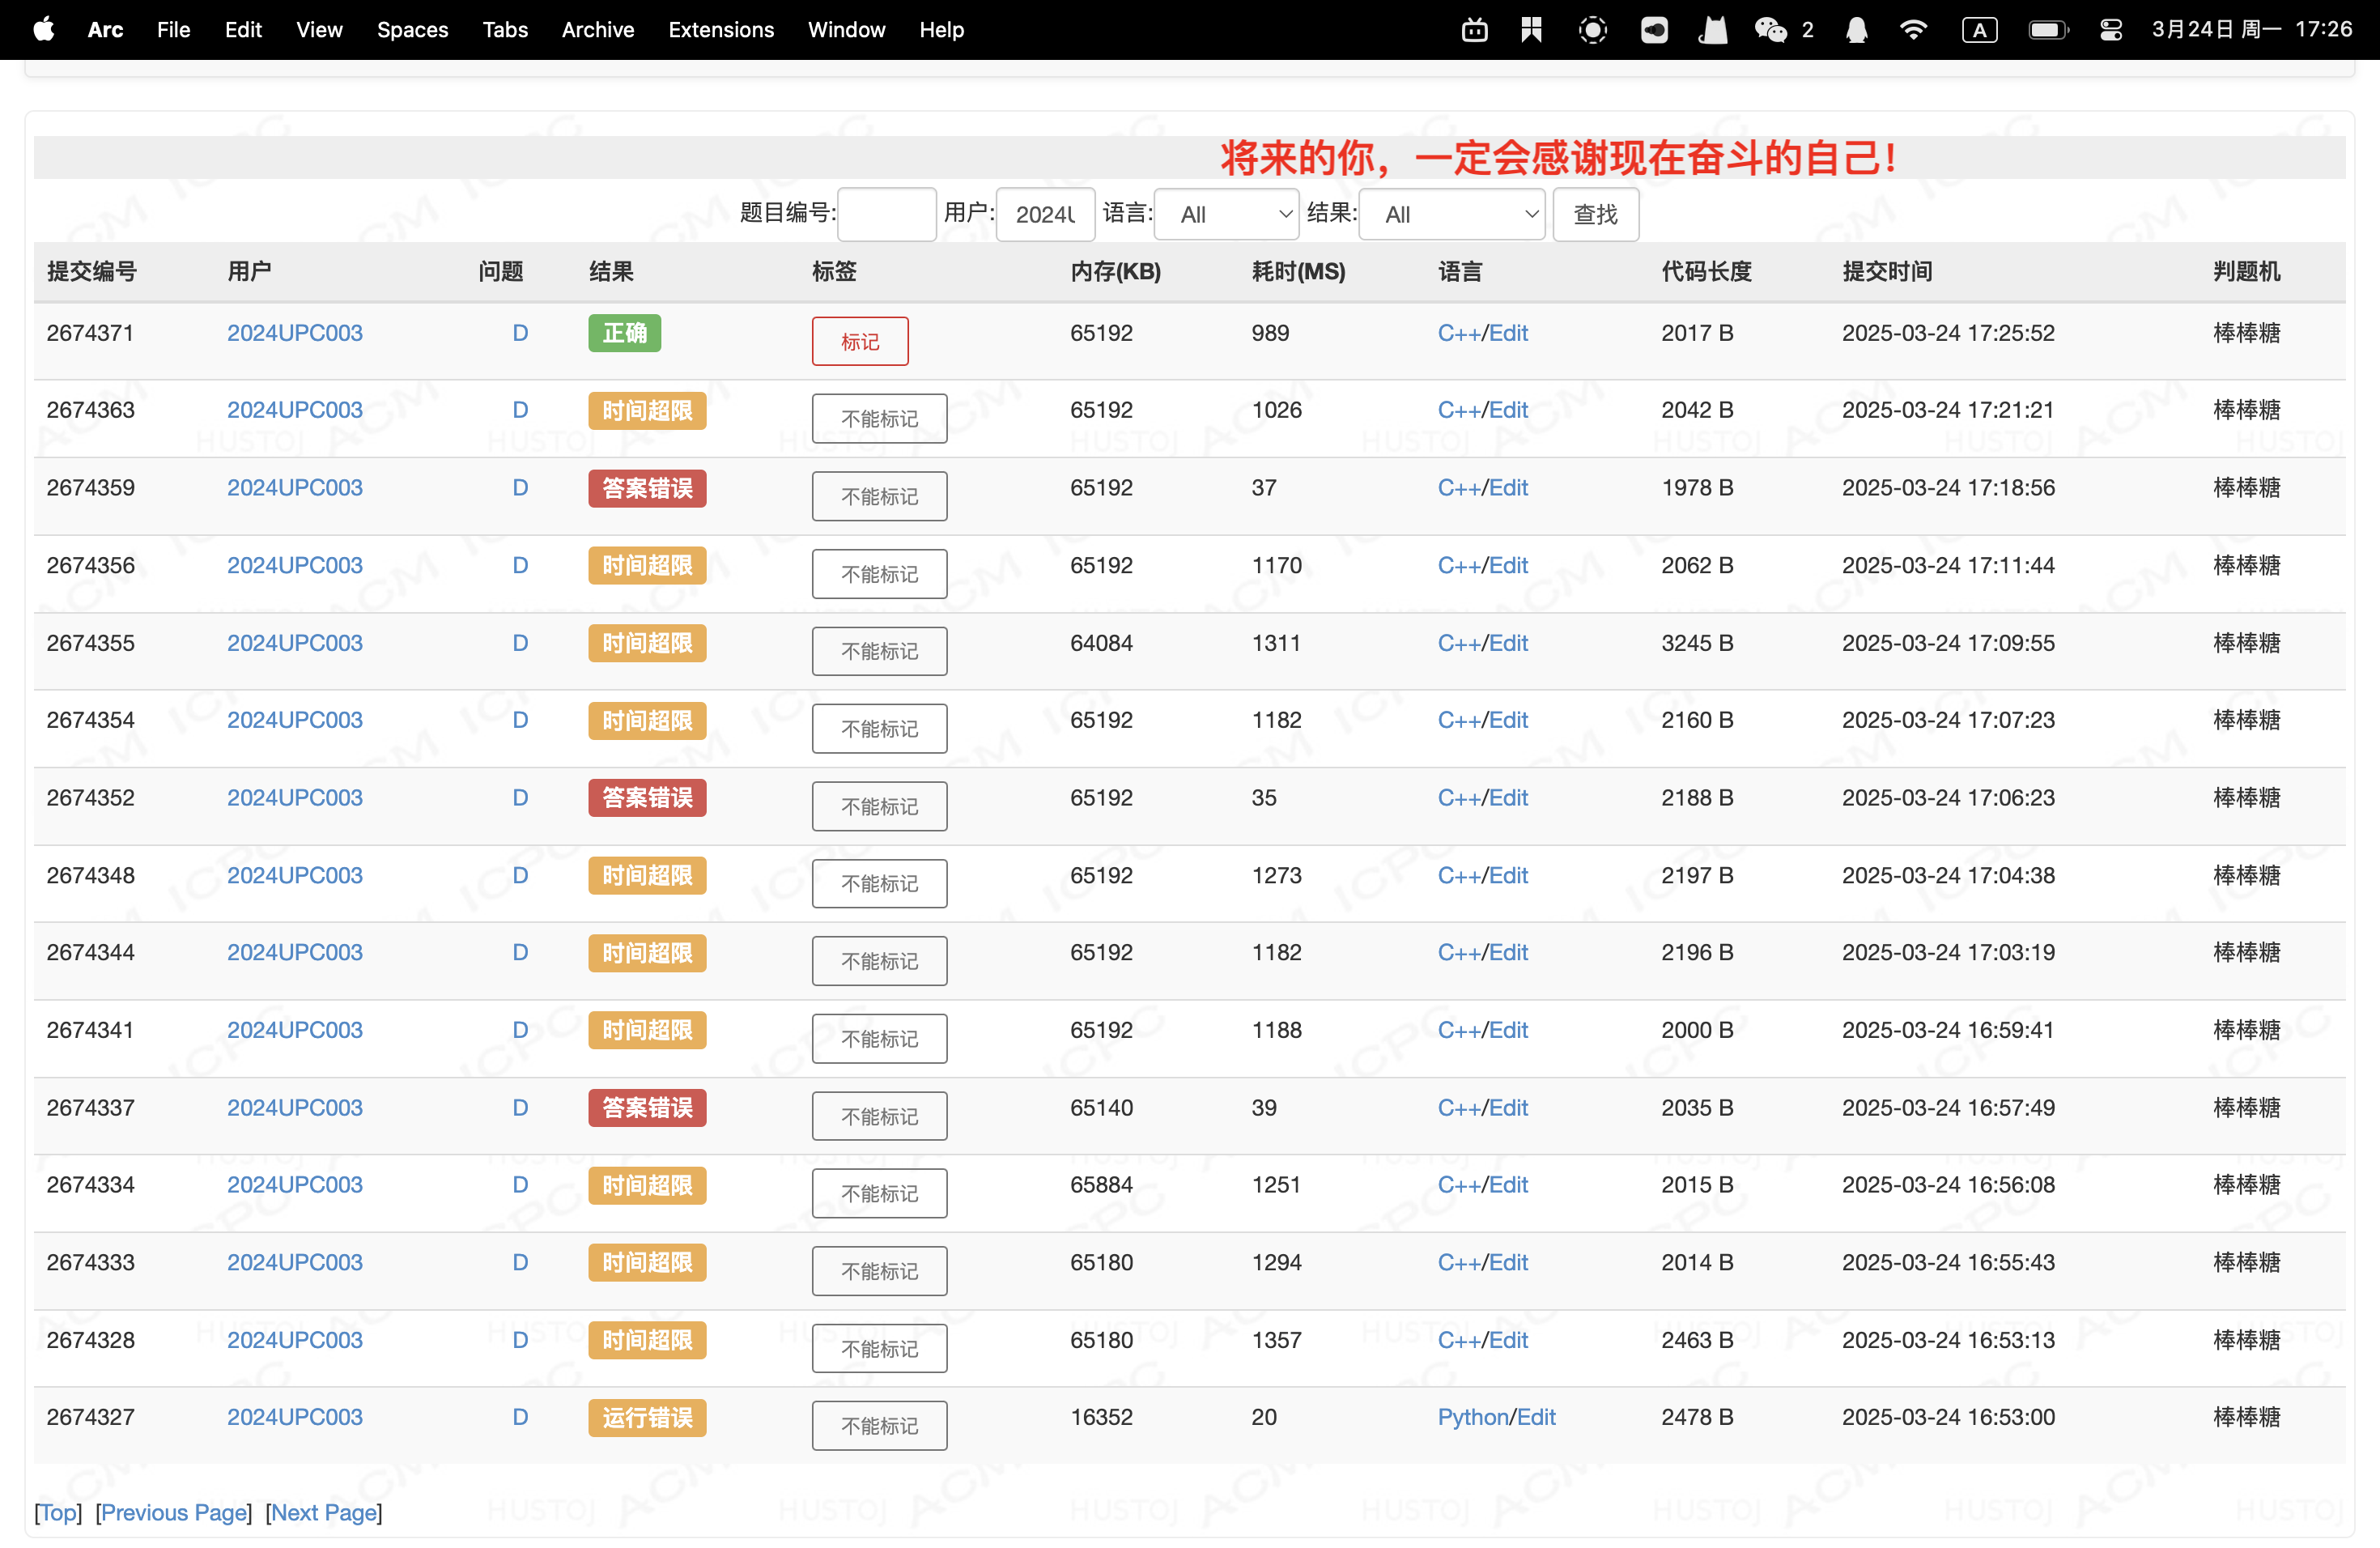 Arc File Edit View Spaces Tabs Archive Extensions Window Help 2 A 3月24日 周一 17:26
将来的你，一定会感谢现在奋斗的自己！
题目编号: 用户: 2024U 语言: All 结果: All 查找
提交编号 用户 问题 结果 标签 内存(KB) 耗时(MS) 语言 代码长度 提交时间 判题机
2674371 2024UPC003 D 正确 标记 65192 989 C++/Edit 2017 B 2025-03-24 17:25:52 棒棒糖
2674363 2024UPC003 D 时间超限 不能标记 65192 1026 C++/Edit 2042 B 2025-03-24 17:21:21 棒棒糖
2674359 2024UPC003 D 答案错误 不能标记 65192 37 C++/Edit 1978 B 2025-03-24 17:18:56 棒棒糖
2674356 2024UPC003 D 时间超限 不能标记 65192 1170 C++/Edit 2062 B 2025-03-24 17:11:44 棒棒糖
2674355 2024UPC003 D 时间超限 不能标记 64084 1311 C++/Edit 3245 B 2025-03-24 17:09:55 棒棒糖
2674354 2024UPC003 D 时间超限 不能标记 65192 1182 C++/Edit 2160 B 2025-03-24 17:07:23 棒棒糖
2674352 2024UPC003 D 答案错误 不能标记 65192 35 C++/Edit 2188 B 2025-03-24 17:06:23 棒棒糖
2674348 2024UPC003 D 时间超限 不能标记 65192 1273 C++/Edit 2197 B 2025-03-24 17:04:38 棒棒糖
2674344 2024UPC003 D 时间超限 不能标记 65192 1182 C++/Edit 2196 B 2025-03-24 17:03:19 棒棒糖
2674341 2024UPC003 D 时间超限 不能标记 65192 1188 C++/Edit 2000 B 2025-03-24 16:59:41 棒棒糖
2674337 2024UPC003 D 答案错误 不能标记 65140 39 C++/Edit 2035 B 2025-03-24 16:57:49 棒棒糖
2674334 2024UPC003 D 时间超限 不能标记 65884 1251 C++/Edit 2015 B 2025-03-24 16:56:08 棒棒糖
2674333 2024UPC003 D 时间超限 不能标记 65180 1294 C++/Edit 2014 B 2025-03-24 16:55:43 棒棒糖
2674328 2024UPC003 D 时间超限 不能标记 65180 1357 C++/Edit 2463 B 2025-03-24 16:53:13 棒棒糖
2674327 2024UPC003 D 运行错误 不能标记 16352 20 Python/Edit 2478 B 2025-03-24 16:53:00 棒棒糖
[Top] [Previous Page] [Next Page]